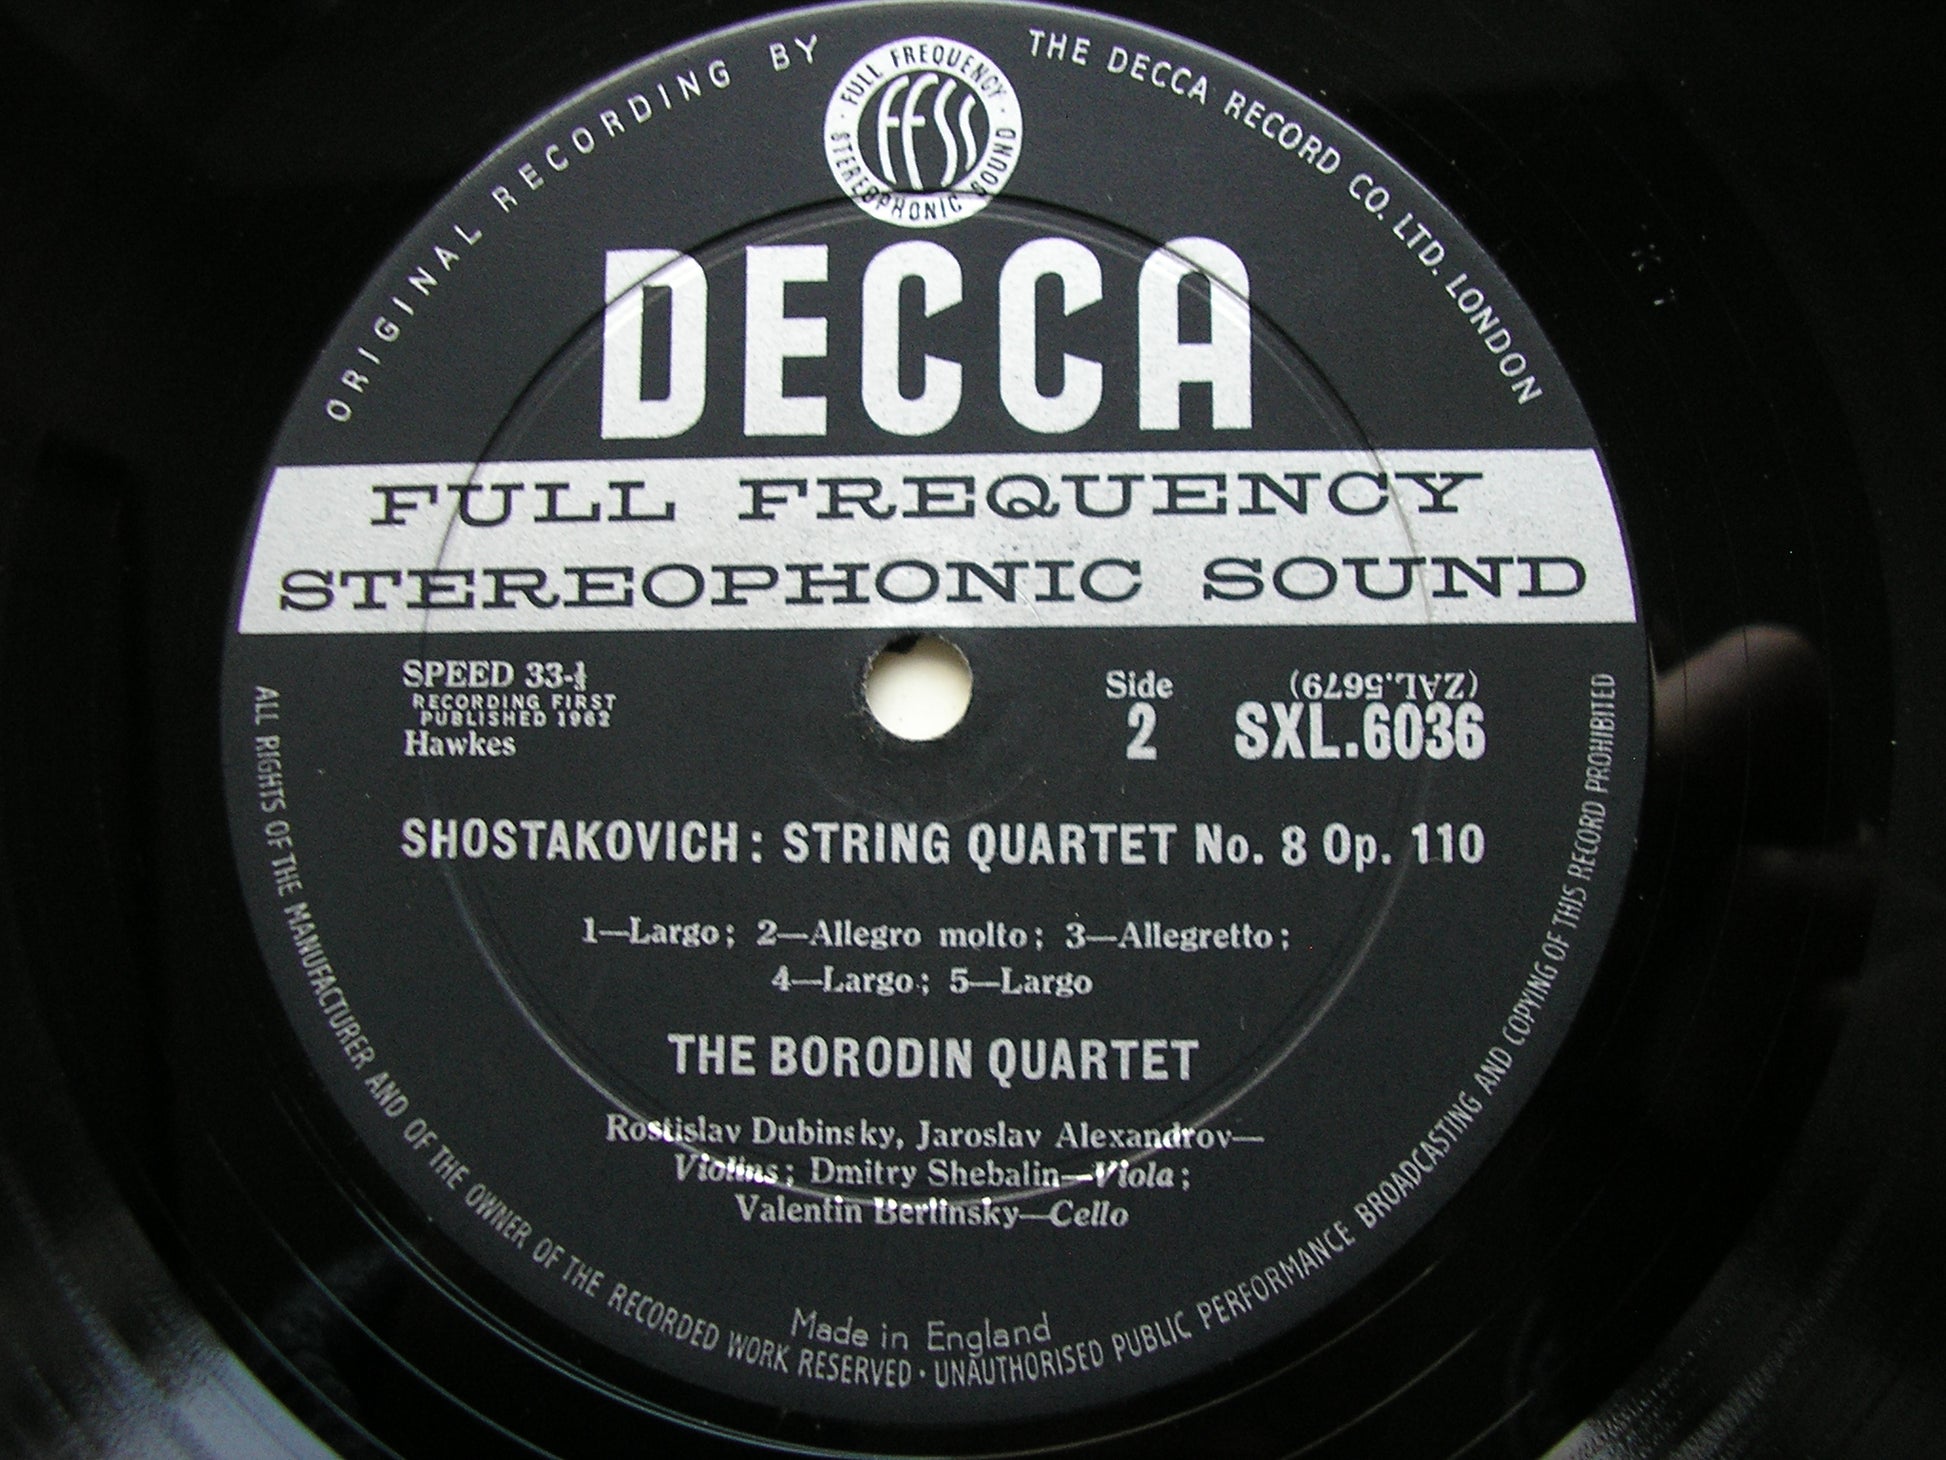 ORIGINAL RECORDING BY
THE DECCA RECORD CO. LTD. LONDON
FULL FREQUENCY
FFSS
STEREOPHONIC SOUND
DECCA
FULL FREQUENCY
STEREOPHONIC SOUND
SPEED 33-⅓
RECORDING FIRST
PUBLISHED 1962
Hawkes
Side
2
(ZAL.5679)
SXL.6036
SHOSTAKOVICH: STRING QUARTET No. 8 Op. 110
1—Largo; 2—Allegro molto; 3—Allegretto;
4—Largo; 5—Largo
THE BORODIN QUARTET
Rostislav Dubinsky, Jaroslav Alexandrov—
Violins; Dmitry Shebalin—Viola;
Valentin Berlinsky—Cello
Made in England
ALL RIGHTS OF THE MANUFACTURER AND OF THE OWNER OF THE RECORDED WORK RESERVED · UNAUTHORISED PUBLIC PERFORMANCE BROADCASTING AND COPYING OF THIS RECORD PROHIBITED